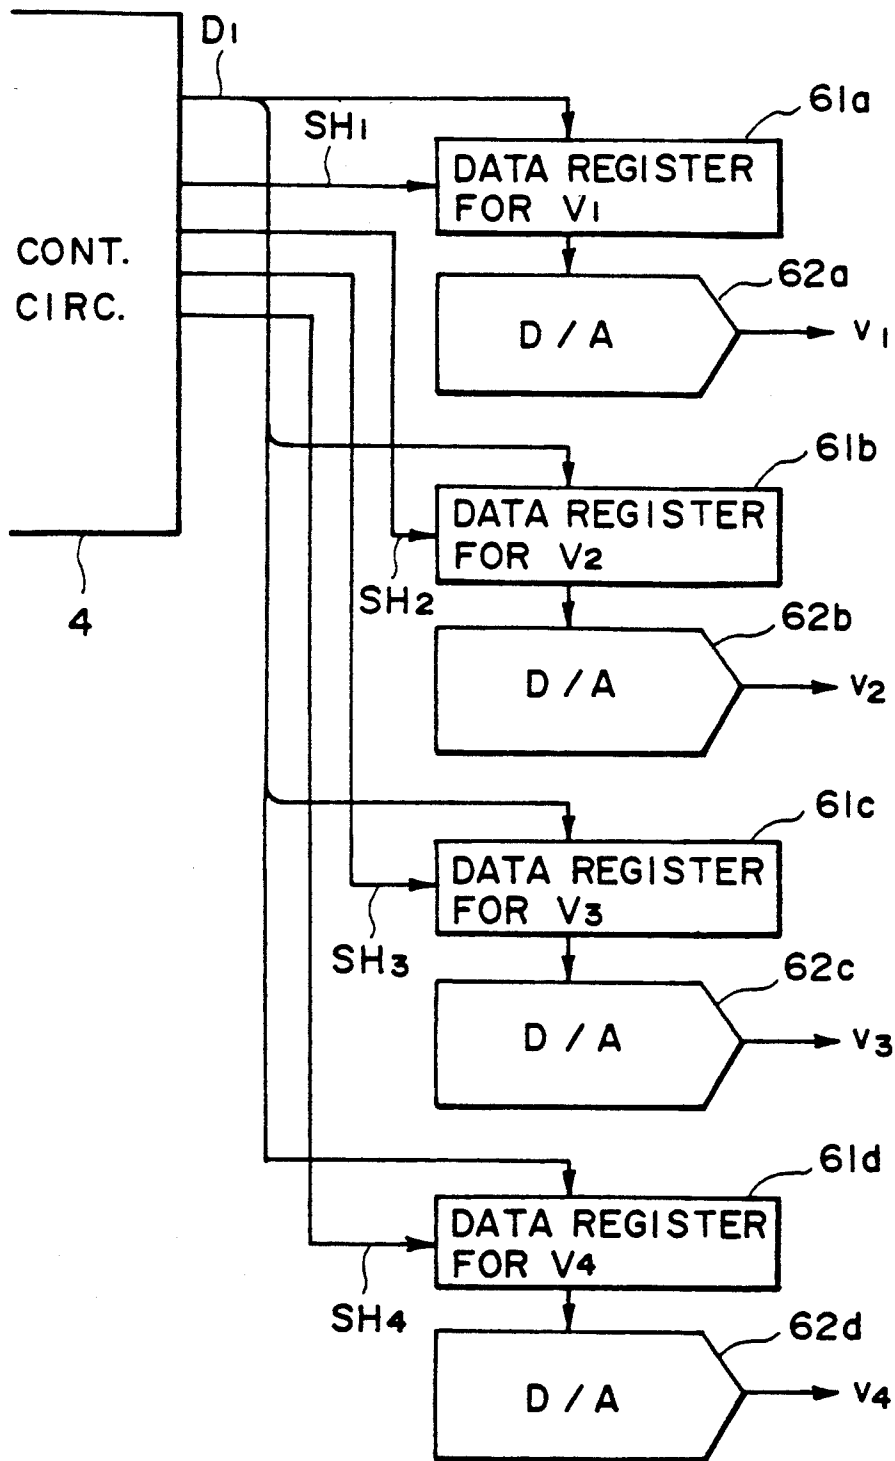 D1
61a
SH1
DATA REGISTER
FOR V1
CONT.
CIRC.
62a
D / A
V1
61b
DATA REGISTER
FOR V2
SH2
4
62b
D / A
V2
61c
DATA REGISTER
FOR V3
SH3
62c
D / A
V3
61d
DATA REGISTER
FOR V4
SH4
62d
D / A
V4